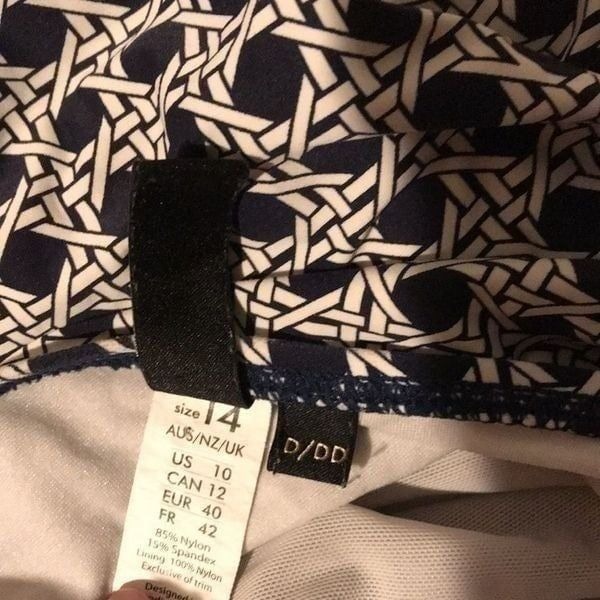 size 14
AUS/NZ/UK
US 10
CAN 12
EUR 40
FR 42
85% Nylon
15% Spandex
Lining 100% Nylon
Exclusive of trim
Designed
D/DD